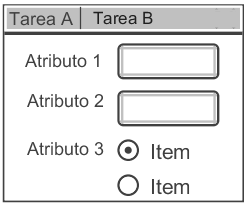 Tarea A Tarea B
Atributo 1
Atributo 2
Atributo 3 Item
Item